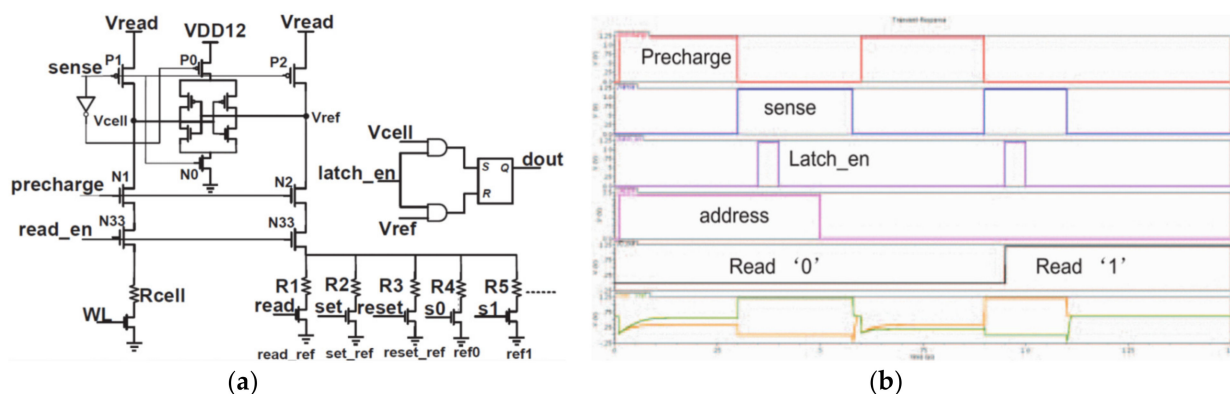 Vread
Vread
P1
VDD12
P0
P2
sense
Vcell
Vref
N0
precharge
N1
N2
read_en
N33
N33
Vcell
latch_en
Vref
S
Q
R
dout
Rcell
WL
R1
R2
R3
R4
R5
read
set
reset
s0
s1
read_ref
set_ref
reset_ref
ref0
ref1
(a)
Transient Response
Precharge
sense
Latch_en
address
Read ‘0’
Read ‘1’
(b)